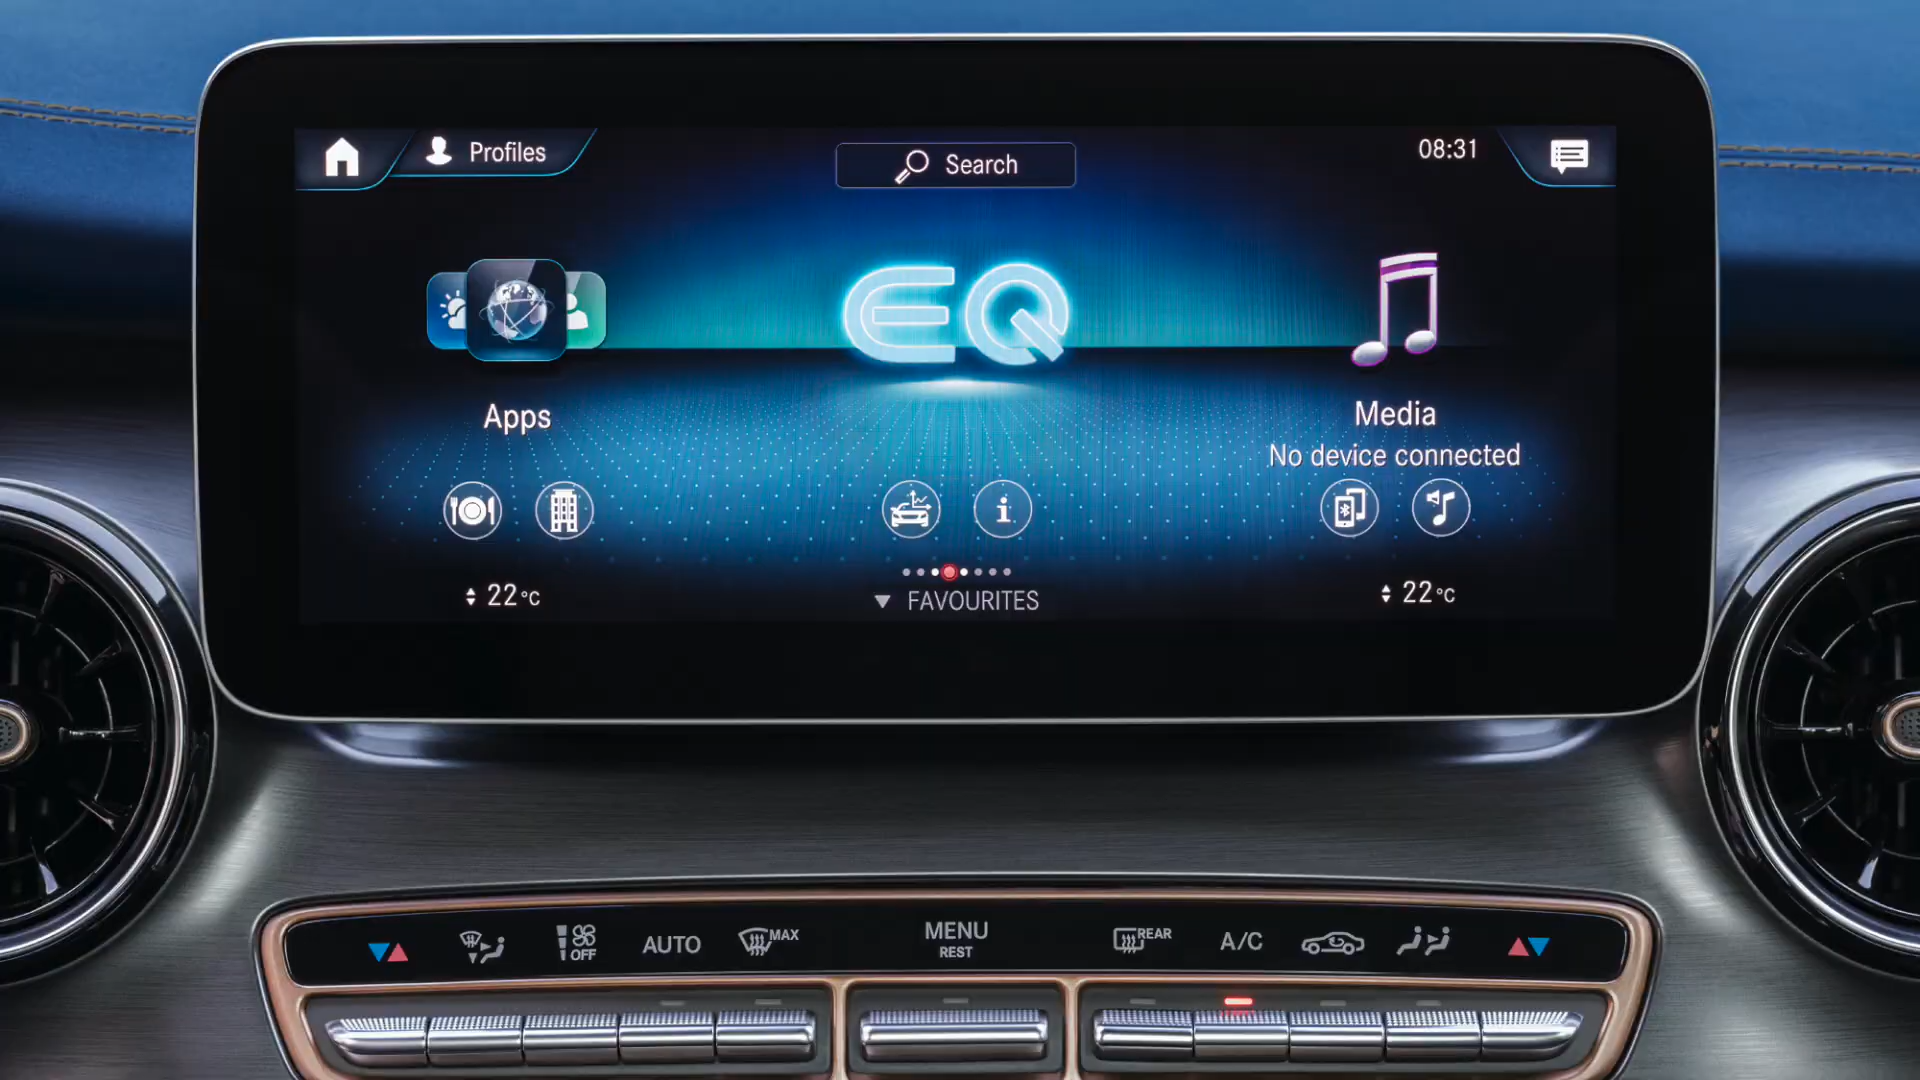 Profiles
Search
08:31
EQ
Apps
Media
No device connected
i
22°C
FAVOURITES
22°C
OFF
AUTO
MAX
MENU
REST
REAR
A/C